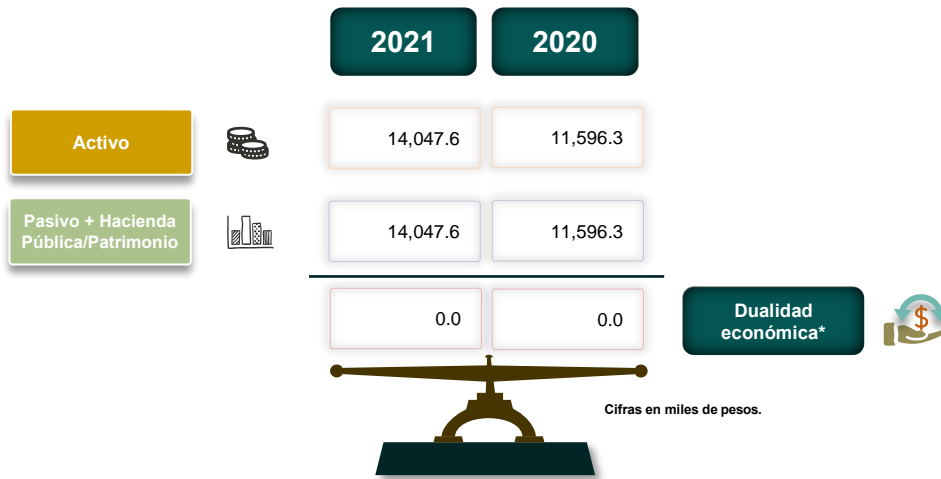 2021 2020
Activo 14,047.6 11,596.3
Pasivo + Hacienda
Pública/Patrimonio 14,047.6 11,596.3
0.0 0.0 Dualidad
económica*
$
Cifras en miles de pesos.